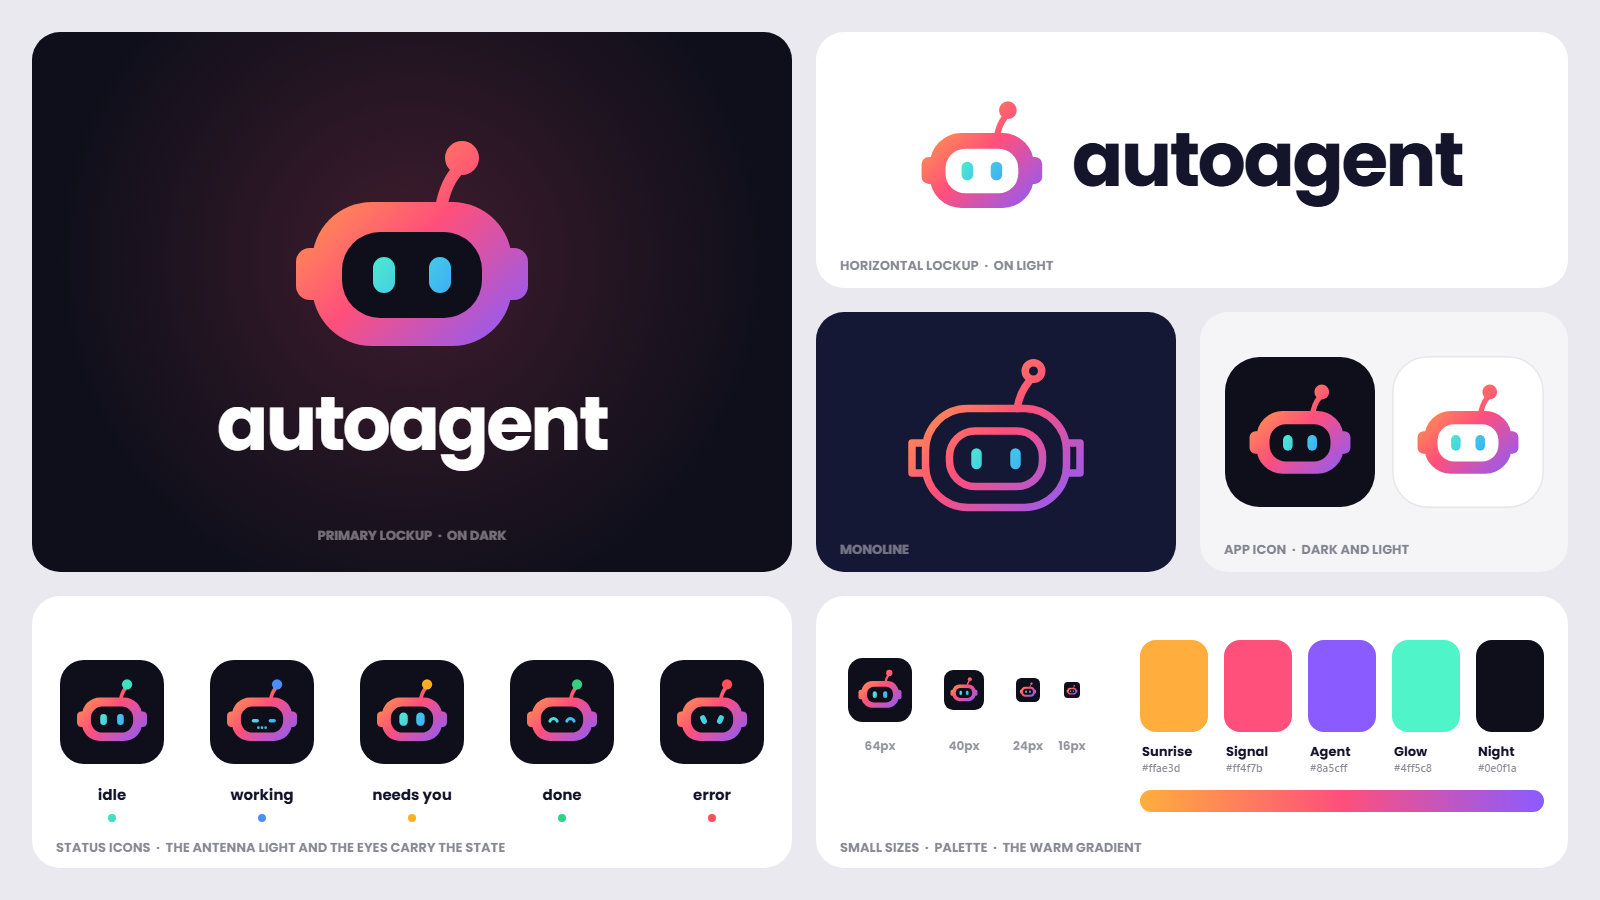 autoagent
PRIMARY LOCKUP · ON DARK
autoagent
HORIZONTAL LOCKUP · ON LIGHT
MONOLINE
APP ICON · DARK AND LIGHT
idle
working
needs you
done
error
STATUS ICONS · THE ANTENNA LIGHT AND THE EYES CARRY THE STATE
64px
40px
24px
16px
Sunrise
#ffae3d
Signal
#ff4f7b
Agent
#8a5cff
Glow
#4ff5c8
Night
#0e0f1a
SMALL SIZES · PALETTE · THE WARM GRADIENT